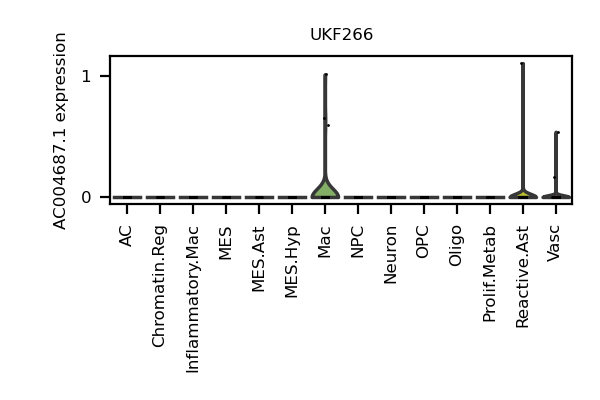 UKF266
AC004687.1 expression
1
0
AC
Chromatin.Reg
Inflammatory.Mac
MES
MES.Ast
MES.Hyp
Mac
NPC
Neuron
OPC
Oligo
Prolif.Metab
Reactive.Ast
Vasc